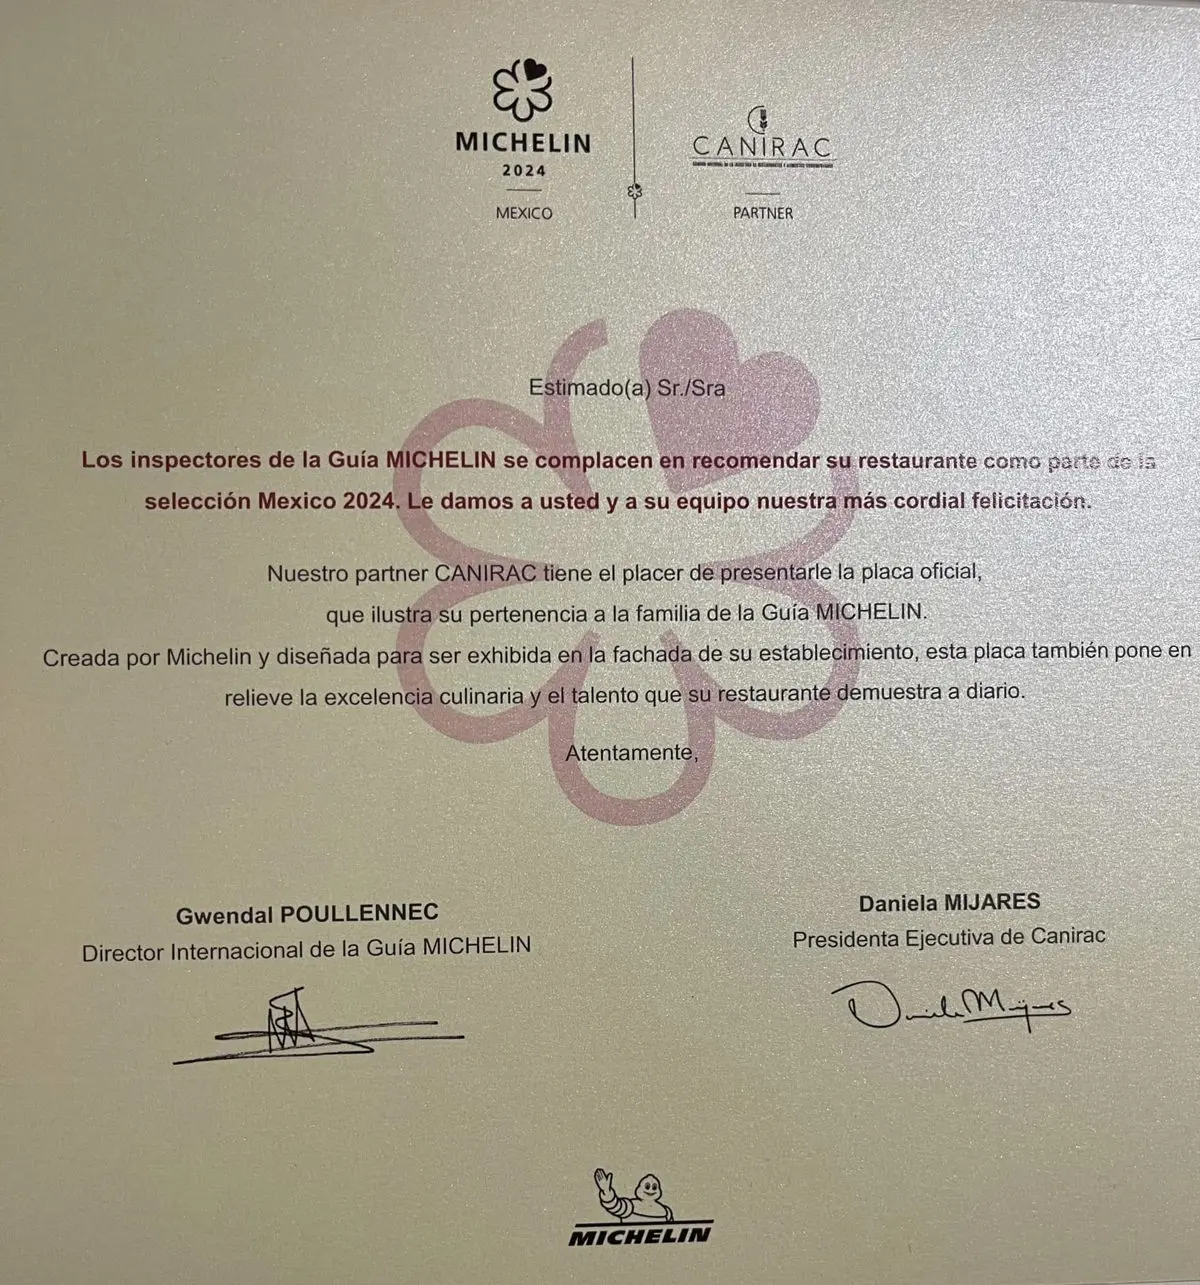 MICHELIN
2024
MEXICO
CANIRAC
PARTNER
Estimado(a) Sr./Sra
Los inspectores de la Guía MICHELIN se complacen en recomendar su restaurante como parte de la
selección Mexico 2024. Le damos a usted y a su equipo nuestra más cordial felicitación.
Nuestro partner CANIRAC tiene el placer de presentarle la placa oficial,
que ilustra su pertenencia a la familia de la Guía MICHELIN.
Creada por Michelin y diseñada para ser exhibida en la fachada de su establecimiento, esta placa también pone en
relieve la excelencia culinaria y el talento que su restaurante demuestra a diario.
Atentamente,
Gwendal POULLENNEC
Director Internacional de la Guía MICHELIN
Daniela MIJARES
Presidenta Ejecutiva de Canirac
Daniela Mijares
MICHELIN